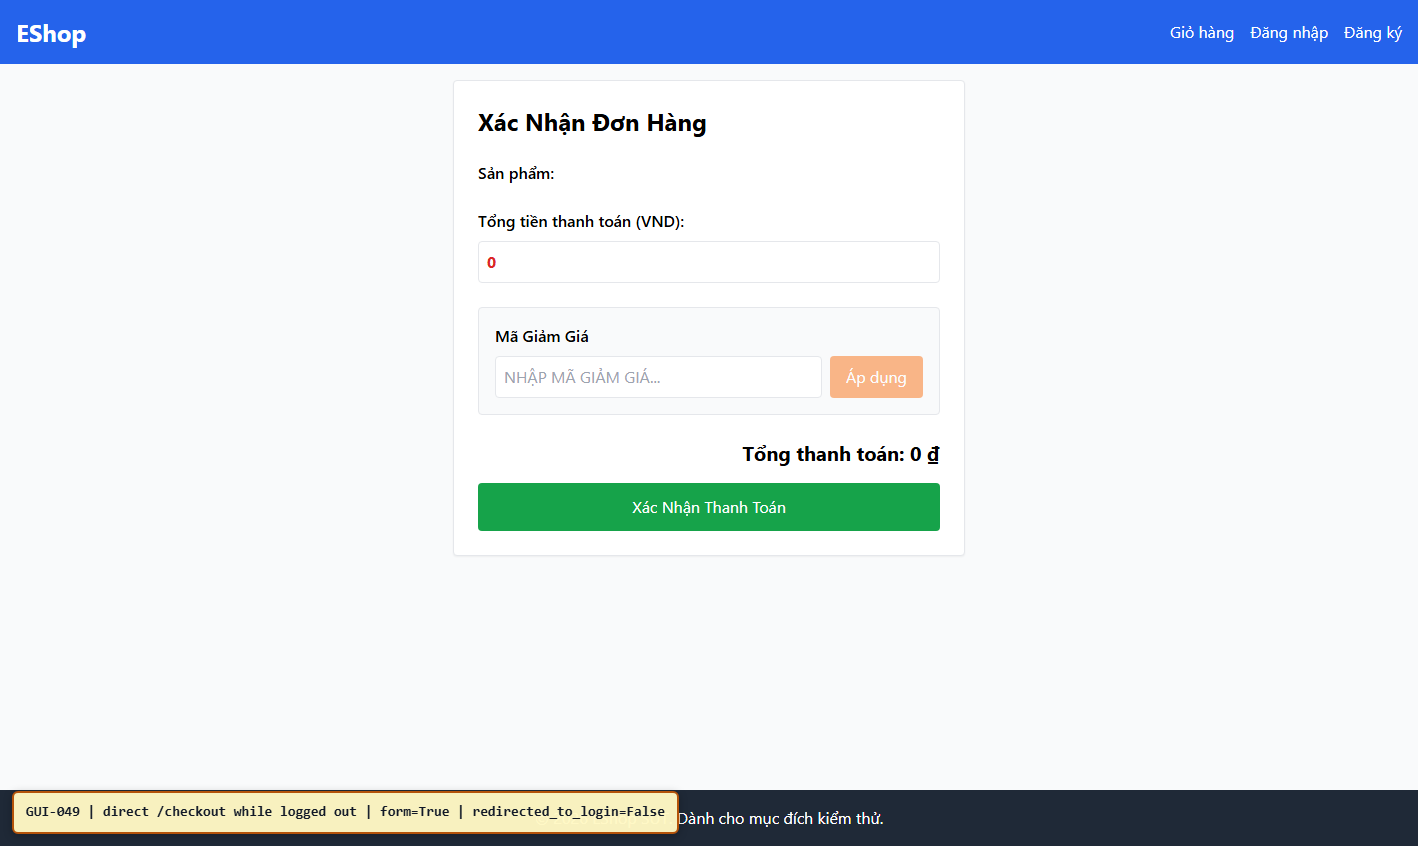 EShop
Giỏ hàng Đăng nhập Đăng ký
Xác Nhận Đơn Hàng
Sản phẩm:
Tổng tiền thanh toán (VND):
0
Mã Giảm Giá
NHẬP MÃ GIẢM GIÁ...
Áp dụng
Tổng thanh toán: 0 ₫
Xác Nhận Thanh Toán
GUI-049 | direct /checkout while logged out | form=True | redirected_to_login=False
Dành cho mục đích kiểm thử.